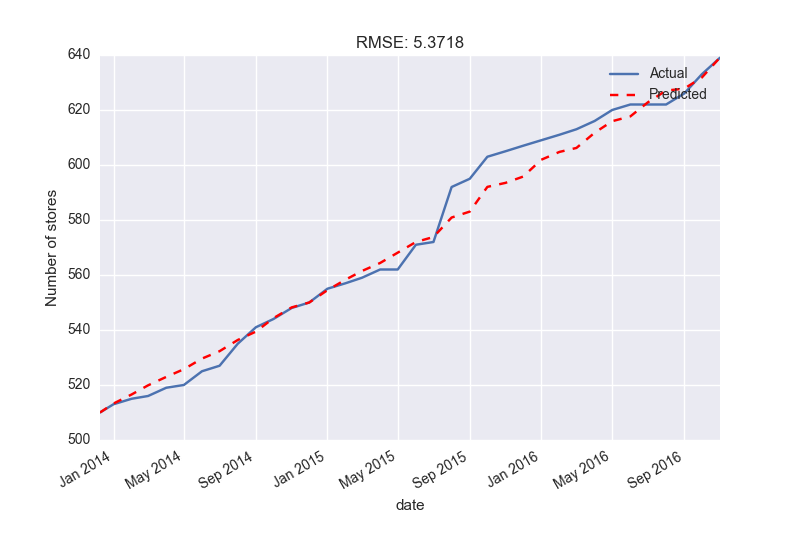 RMSE: 5.3718
640
620
600
580
560
540
520
500
Number of stores
Actual
Predicted
Jan 2014
May 2014
Sep 2014
Jan 2015
May 2015
Sep 2015
Jan 2016
May 2016
Sep 2016
date